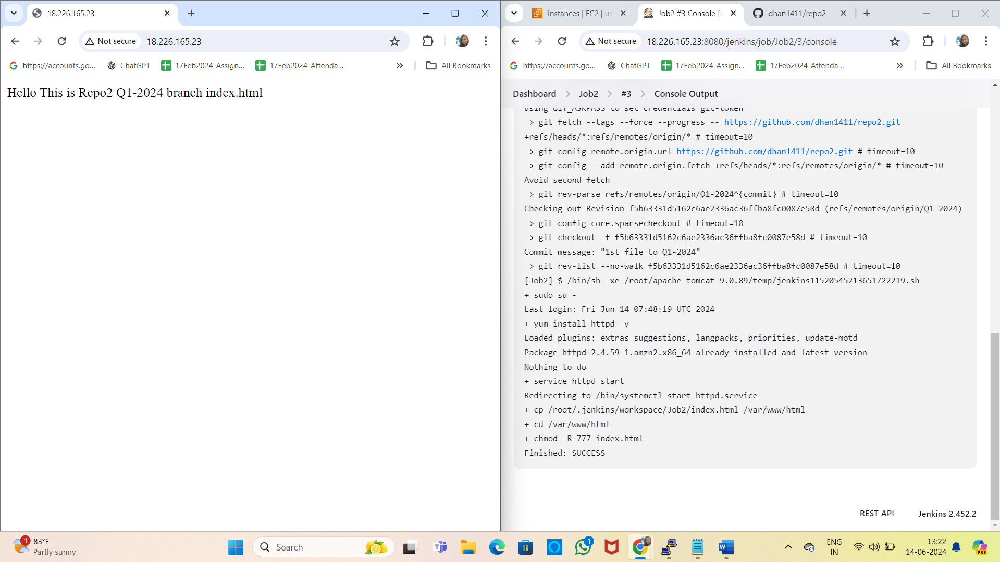 18.226.165.23
Not secure
18.226.165.23
https://accounts.go...
ChatGPT
17Feb2024-Assign...
17Feb2024-Attenda...
All Bookmarks
Hello This is Repo2 Q1-2024 branch index.html
Instances | EC2 | us
Job2 #3 Console [J
dhan1411/repo2
Not secure
18.226.165.23:8080/jenkins/job/Job2/3/console
https://accounts.go...
ChatGPT
17Feb2024-Assign...
17Feb2024-Attenda...
All Bookmarks
Dashboard > Job2 > #3 > Console Output
using GIT_ASKPASS to set credentials git-token
> git fetch --tags --force --progress -- https://github.com/dhan1411/repo2.git
+refs/heads/*:refs/remotes/origin/* # timeout=10
> git config remote.origin.url https://github.com/dhan1411/repo2.git # timeout=10
> git config --add remote.origin.fetch +refs/heads/*:refs/remotes/origin/* # timeout=10
Avoid second fetch
> git rev-parse refs/remotes/origin/Q1-2024^{commit} # timeout=10
Checking out Revision f5b63331d5162c6ae2336ac36ffba8fc0087e58d (refs/remotes/origin/Q1-2024)
> git config core.sparsecheckout # timeout=10
> git checkout -f f5b63331d5162c6ae2336ac36ffba8fc0087e58d # timeout=10
Commit message: "1st file to Q1-2024"
> git rev-list --no-walk f5b63331d5162c6ae2336ac36ffba8fc0087e58d # timeout=10
[Job2] $ /bin/sh -xe /root/apache-tomcat-9.0.89/temp/jenkins11520545213651722219.sh
+ sudo su -
Last login: Fri Jun 14 07:48:19 UTC 2024
+ yum install httpd -y
Loaded plugins: extras_suggestions, langpacks, priorities, update-motd
Package httpd-2.4.59-1.amzn2.x86_64 already installed and latest version
Nothing to do
+ service httpd start
Redirecting to /bin/systemctl start httpd.service
+ cp /root/.jenkins/workspace/Job2/index.html /var/www/html
+ cd /var/www/html
+ chmod -R 777 index.html
Finished: SUCCESS
REST API
Jenkins 2.452.2
1
83°F
Partly sunny
Search
1
ENG
IN
13:22
14-06-2024
PRE